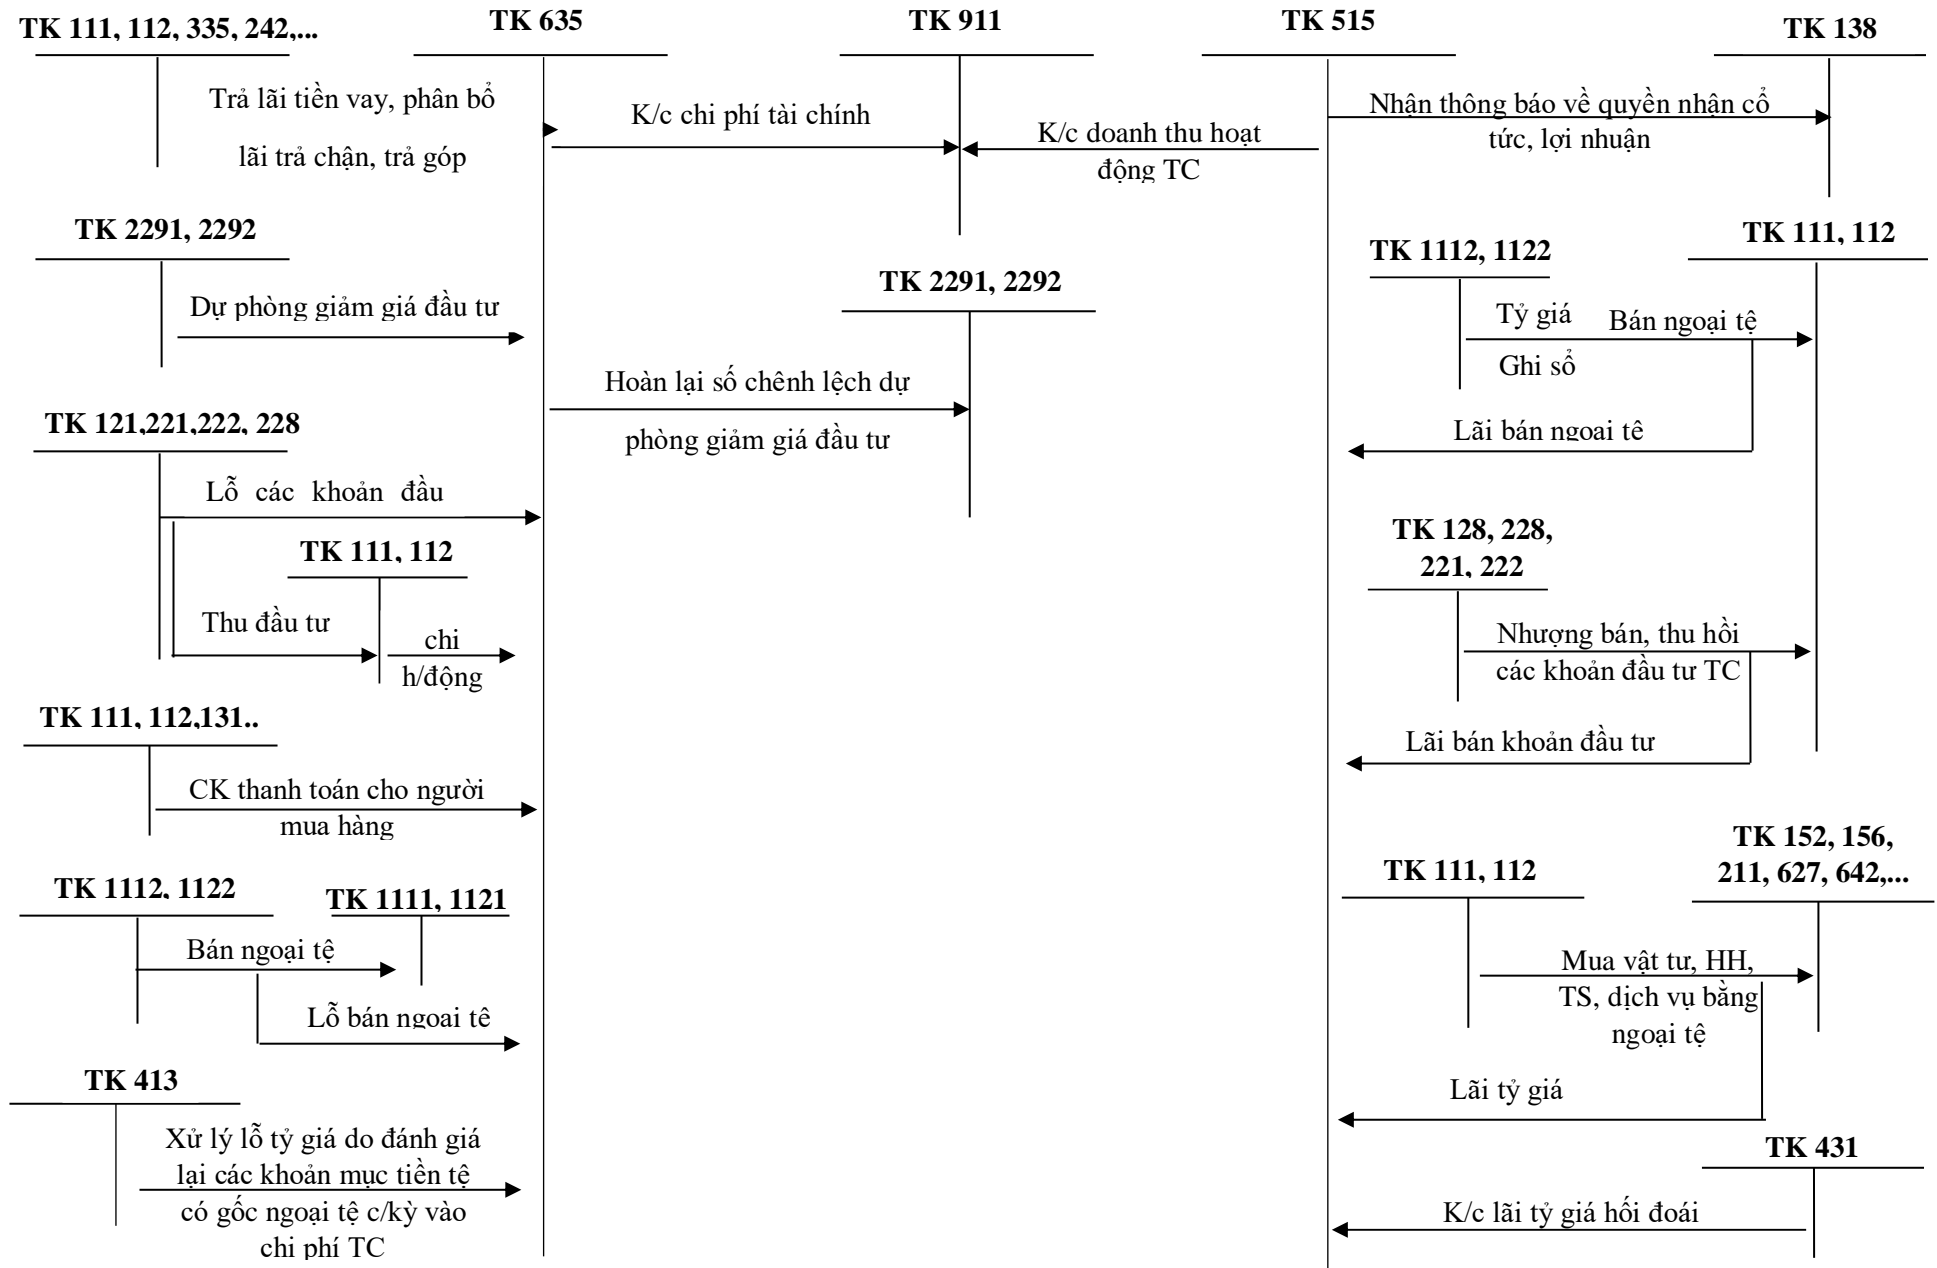 TK 111, 112, 335, 242,...
TK 635
TK 911
TK 515
TK 138
Trả lãi tiền vay, phân bổ
lãi trả chận, trả góp
K/c chi phí tài chính
K/c doanh thu hoạt
động TC
Nhận thông báo về quyền nhận cổ
tức, lợi nhuận
TK 2291, 2292
Dự phòng giảm giá đầu tư
TK 2291, 2292
Hoàn lại số chênh lệch dự
phòng giảm giá đầu tư
TK 1112, 1122
TK 111, 112
Tỷ giá
Ghi sổ
Bán ngoại tệ
Lãi bán ngoại tê
TK 121,221,222, 228
Lỗ các khoản đầu
TK 111, 112
Thu đầu tư
chi
h/động
TK 128, 228,
221, 222
Nhượng bán, thu hồi
các khoản đầu tư TC
Lãi bán khoản đầu tư
TK 111, 112,131..
CK thanh toán cho người
mua hàng
TK 1112, 1122
TK 1111, 1121
Bán ngoại tệ
Lỗ bán ngoai tê
TK 111, 112
TK 152, 156,
211, 627, 642,...
Mua vật tư, HH,
TS, dịch vụ bằng
ngoại tệ
Lãi tỷ giá
TK 413
Xử lý lỗ tỷ giá do đánh giá
lại các khoản mục tiền tệ
có gốc ngoại tệ c/kỳ vào
chi phí TC
TK 431
K/c lãi tỷ giá hối đoái